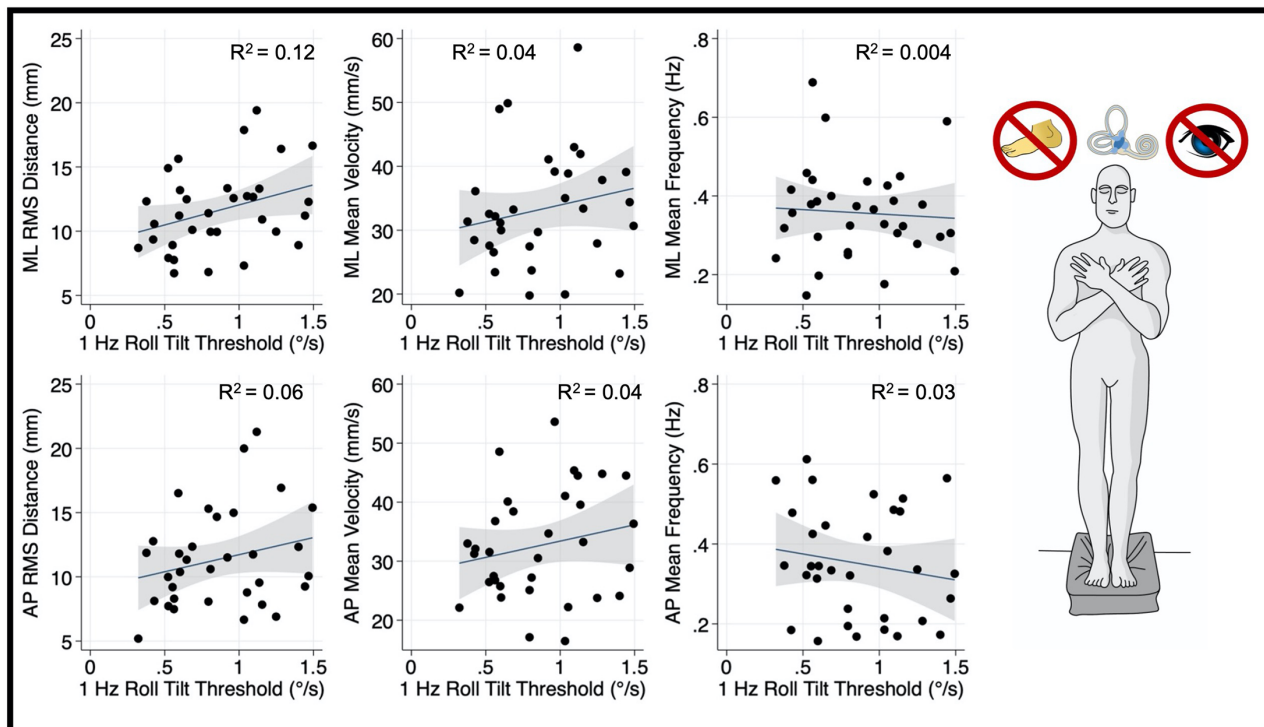 R² = 0.12
ML RMS Distance (mm)
25
20
15
10
5
0
.5
1
1.5
1 Hz Roll Tilt Threshold (°/s)
R² = 0.04
ML Mean Velocity (mm/s)
60
50
40
30
20
0
.5
1
1.5
1 Hz Roll Tilt Threshold (°/s)
R² = 0.004
ML Mean Frequency (Hz)
.8
.6
.4
.2
0
.5
1
1.5
1 Hz Roll Tilt Threshold (°/s)
R² = 0.06
AP RMS Distance (mm)
25
20
15
10
5
0
.5
1
1.5
1 Hz Roll Tilt Threshold (°/s)
R² = 0.04
AP Mean Velocity (mm/s)
60
50
40
30
20
0
.5
1
1.5
1 Hz Roll Tilt Threshold (°/s)
R² = 0.03
AP Mean Frequency (Hz)
.8
.6
.4
.2
0
.5
1
1.5
1 Hz Roll Tilt Threshold (°/s)